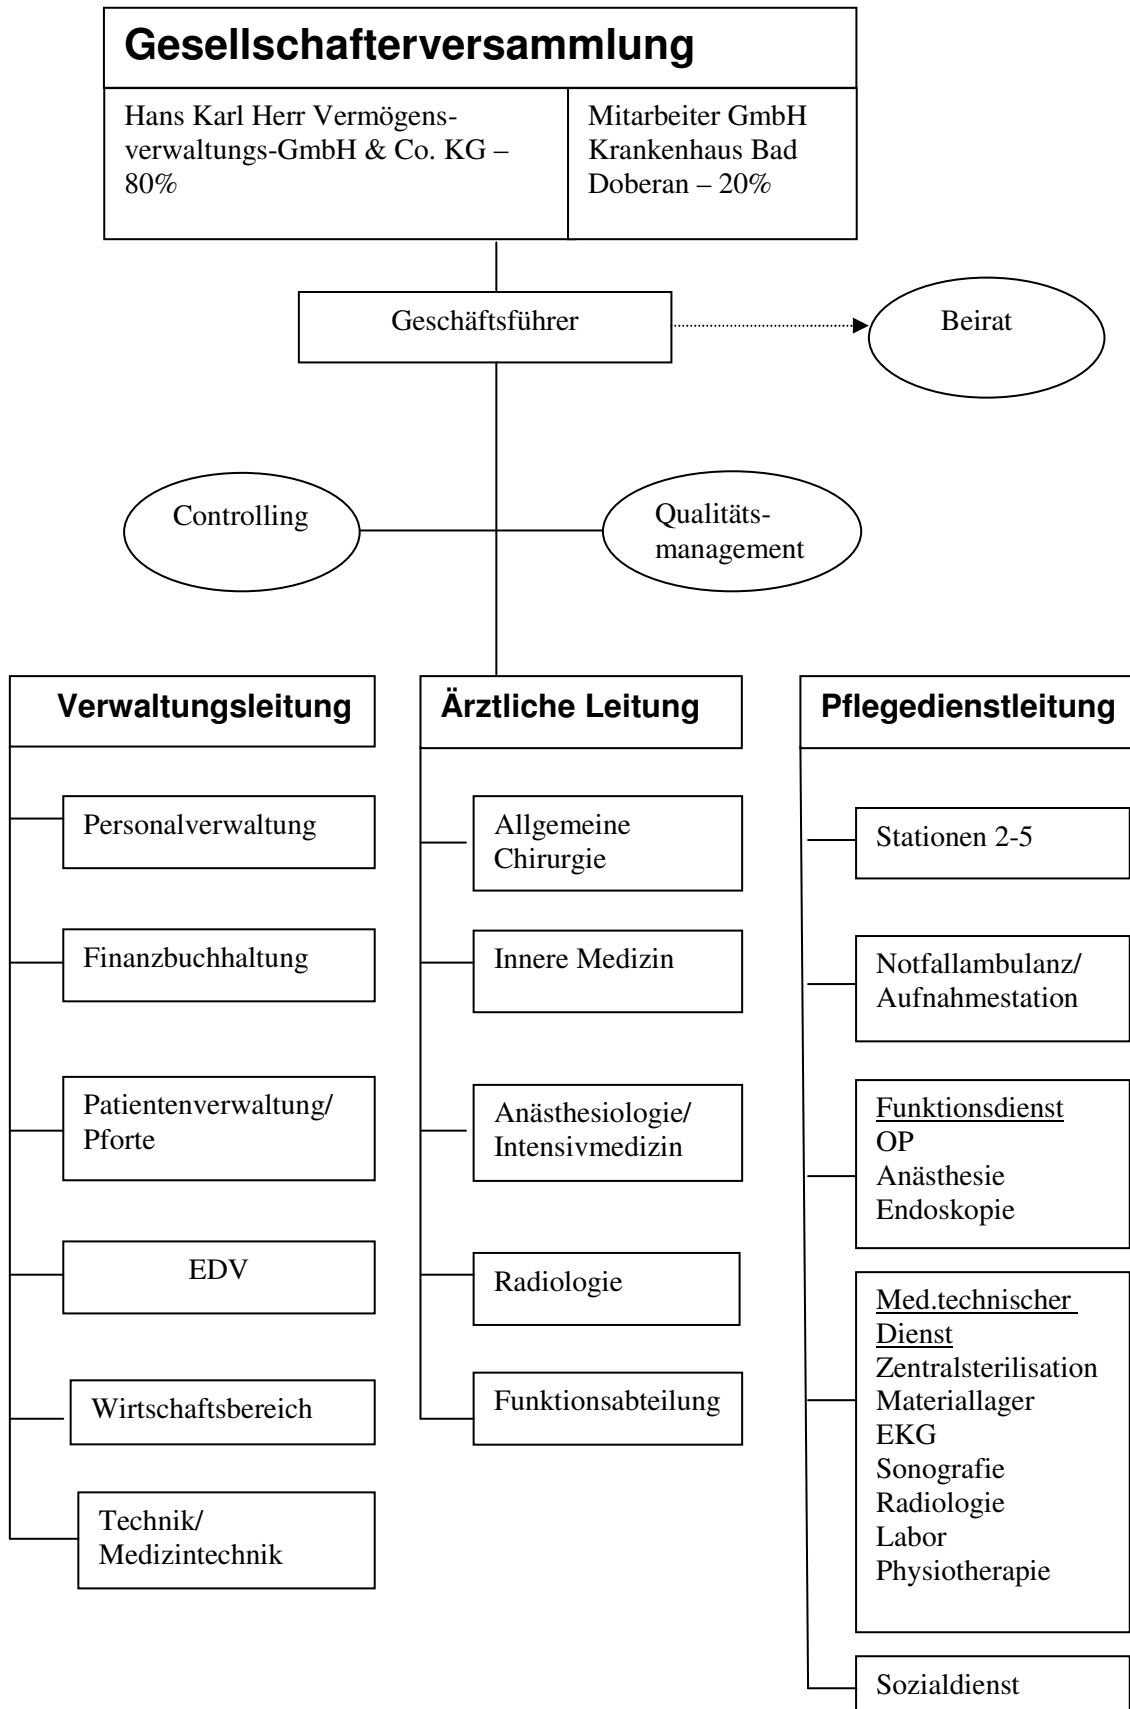 Gesellschafterversammlung
Hans Karl Herr Vermögens-
verwaltungs-GmbH & Co. KG –
80%
Mitarbeiter GmbH
Krankenhaus Bad
Doberan – 20%
Geschäftsführer
Beirat
Controlling
Qualitäts-
management
Verwaltungsleitung
Personalverwaltung
Finanzbuchhaltung
Patientenverwaltung/
Pforte
EDV
Wirtschaftsbereich
Technik/
Medizintechnik
Ärztliche Leitung
Allgemeine
Chirurgie
Innere Medizin
Anästhesiologie/
Intensivmedizin
Radiologie
Funktionsabteilung
Pflegedienstleitung
Stationen 2-5
Notfallambulanz/
Aufnahmestation
Funktionsdienst
OP
Anästhesie
Endoskopie
Med.technischer
Dienst
Zentralsterilisation
Materiallager
EKG
Sonografie
Radiologie
Labor
Physiotherapie
Sozialdienst